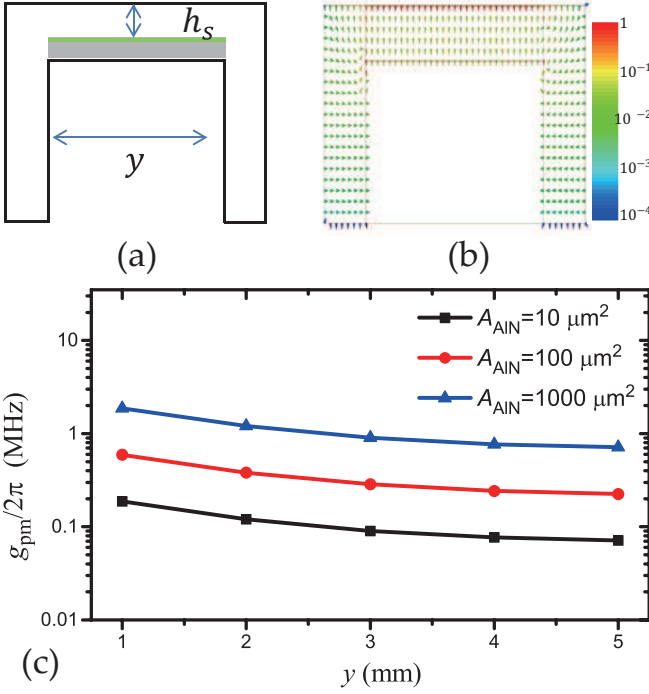 hₛ
y
(a)
1
10⁻¹
10⁻²
10⁻³
10⁻⁴
(b)
A_AlN=10 μm²
A_AlN=100 μm²
A_AlN=1000 μm²
10
1
0.1
0.01
g_pm/2π (MHz)
1 2 3 4 5
y (mm)
(c)